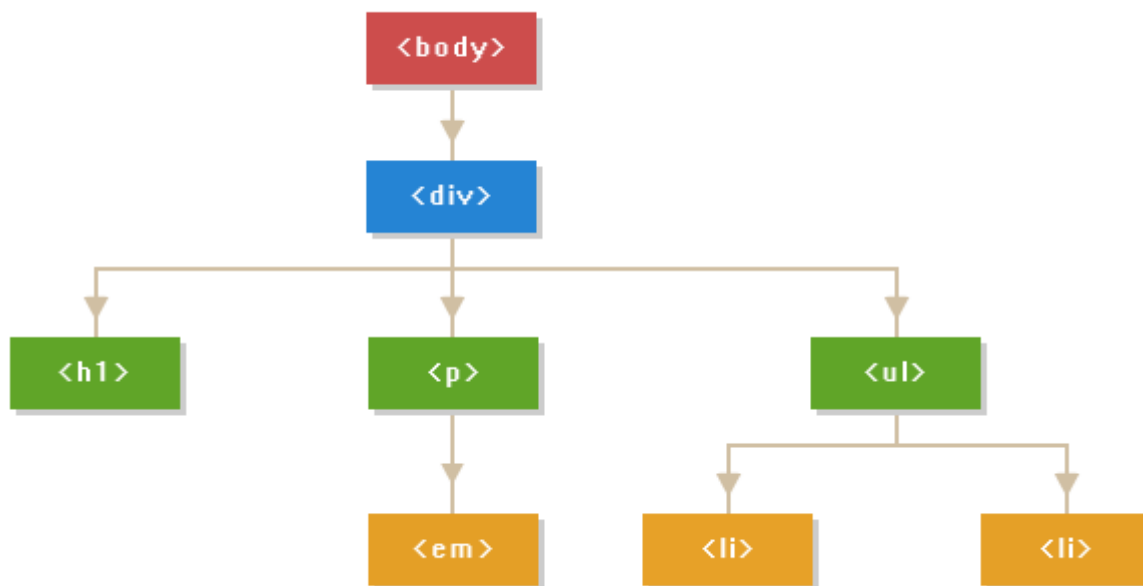 <body>
<div>
<h1>
<p>
<ul>
<em>
<li>
<li>